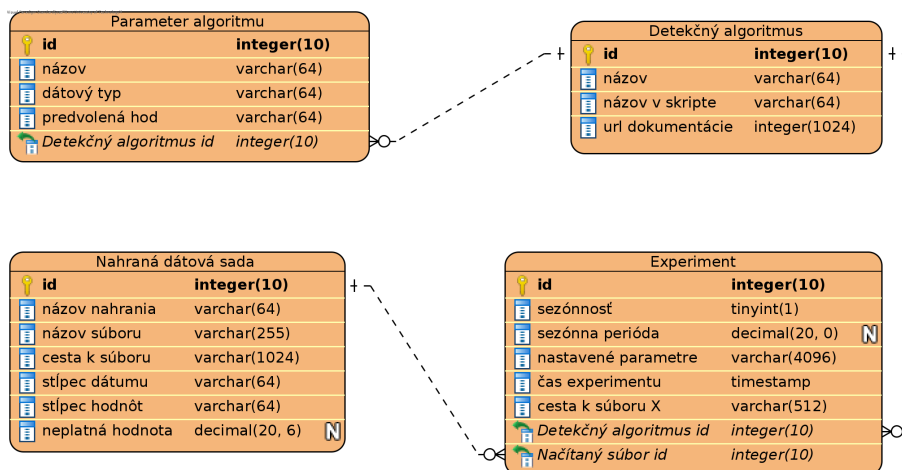 Parameter algoritmu
id integer(10)
názov varchar(64)
dátový typ varchar(64)
predvolená hod varchar(64)
Detekčný algoritmus id integer(10)
Detekčný algoritmus
id integer(10)
názov varchar(64)
názov v skripte varchar(64)
url dokumentácie integer(1024)
Nahraná dátová sada
id integer(10)
názov nahrania varchar(64)
názov súboru varchar(255)
cesta k súboru varchar(1024)
stĺpec dátumu varchar(64)
stĺpec hodnôt varchar(64)
neplatná hodnota decimal(20, 6) N
Experiment
id integer(10)
sezónnosť tinyint(1)
sezónna perióda decimal(20, 0) N
nastavené parametre varchar(4096)
čas experimentu timestamp
cesta k súboru X varchar(512)
Detekčný algoritmus id integer(10)
Načítaný súbor id integer(10)